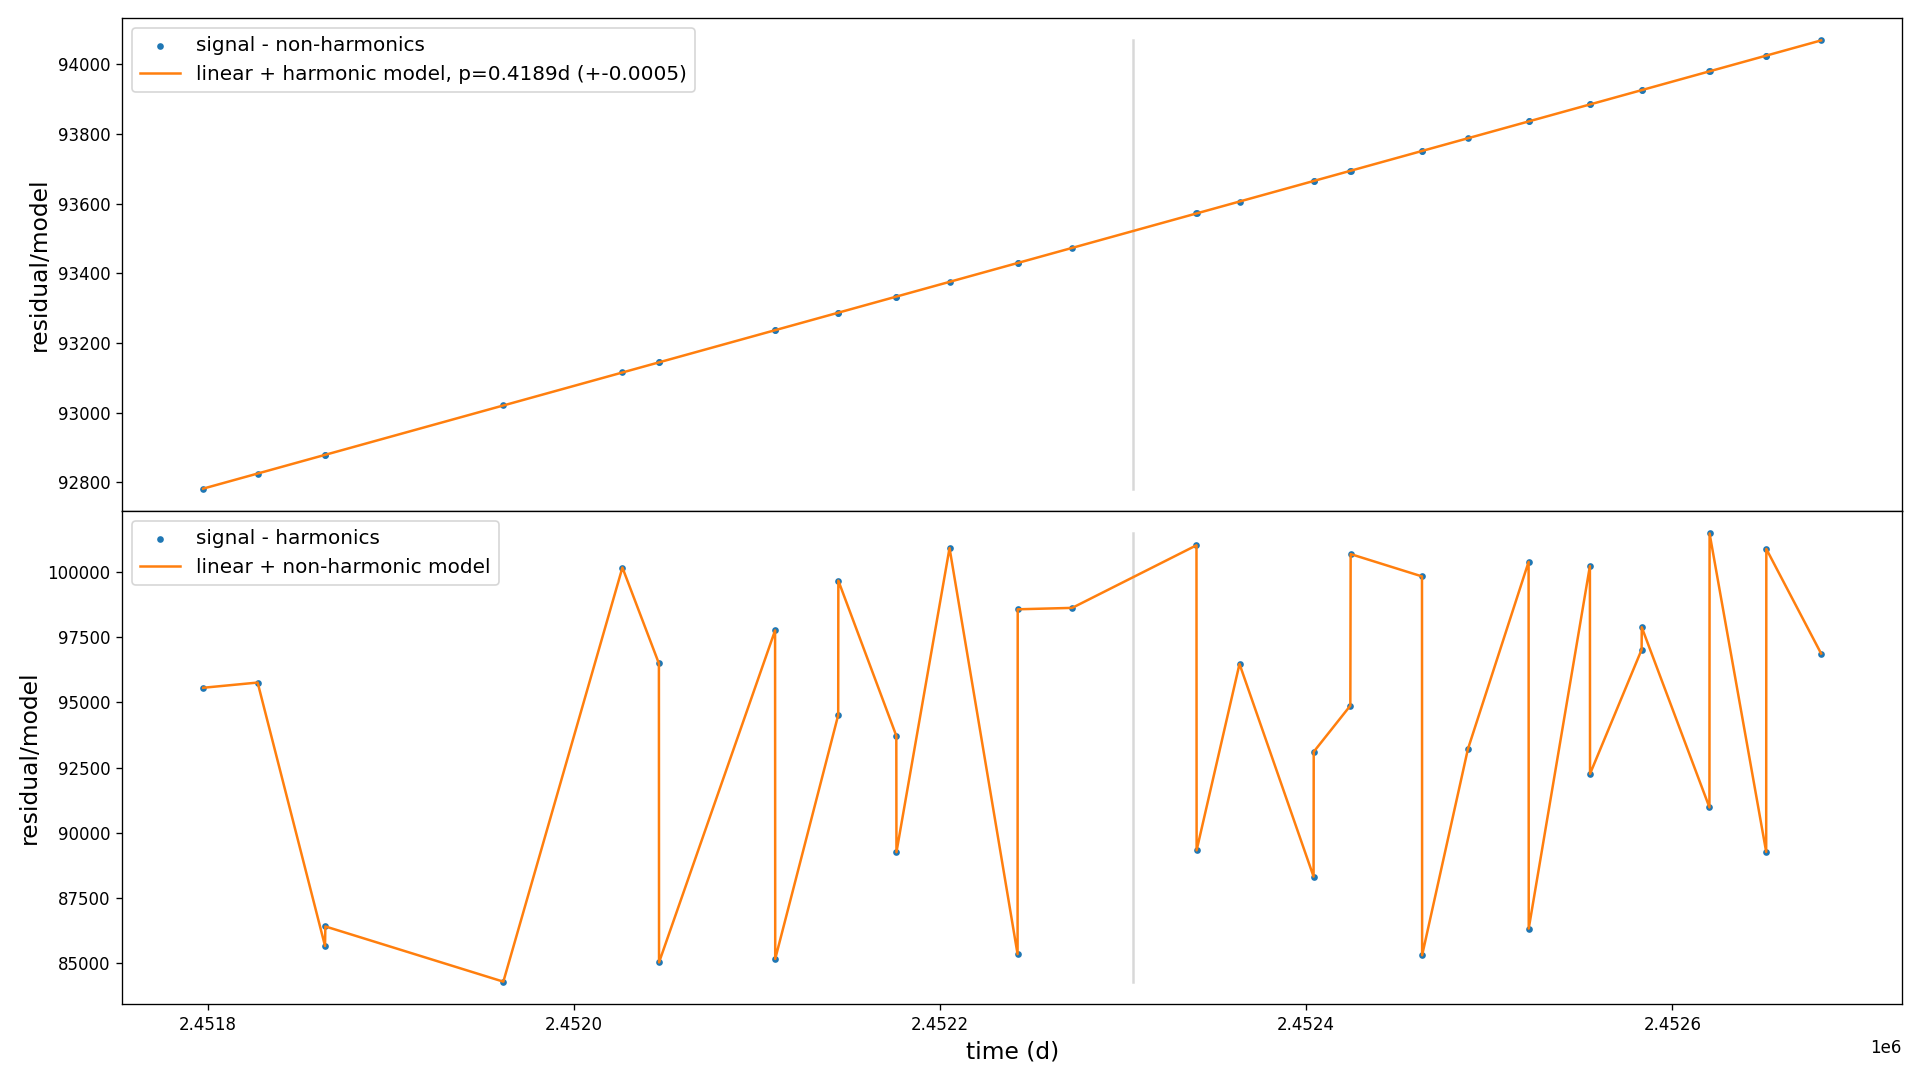 signal - non-harmonics
linear + harmonic model, p=0.4189d (+-0.0005)
94000
93800
93600
93400
93200
93000
92800
residual/model
signal - harmonics
linear + non-harmonic model
100000
97500
95000
92500
90000
87500
85000
residual/model
2.4518
2.4520
2.4522
2.4524
2.4526
1e6
time (d)